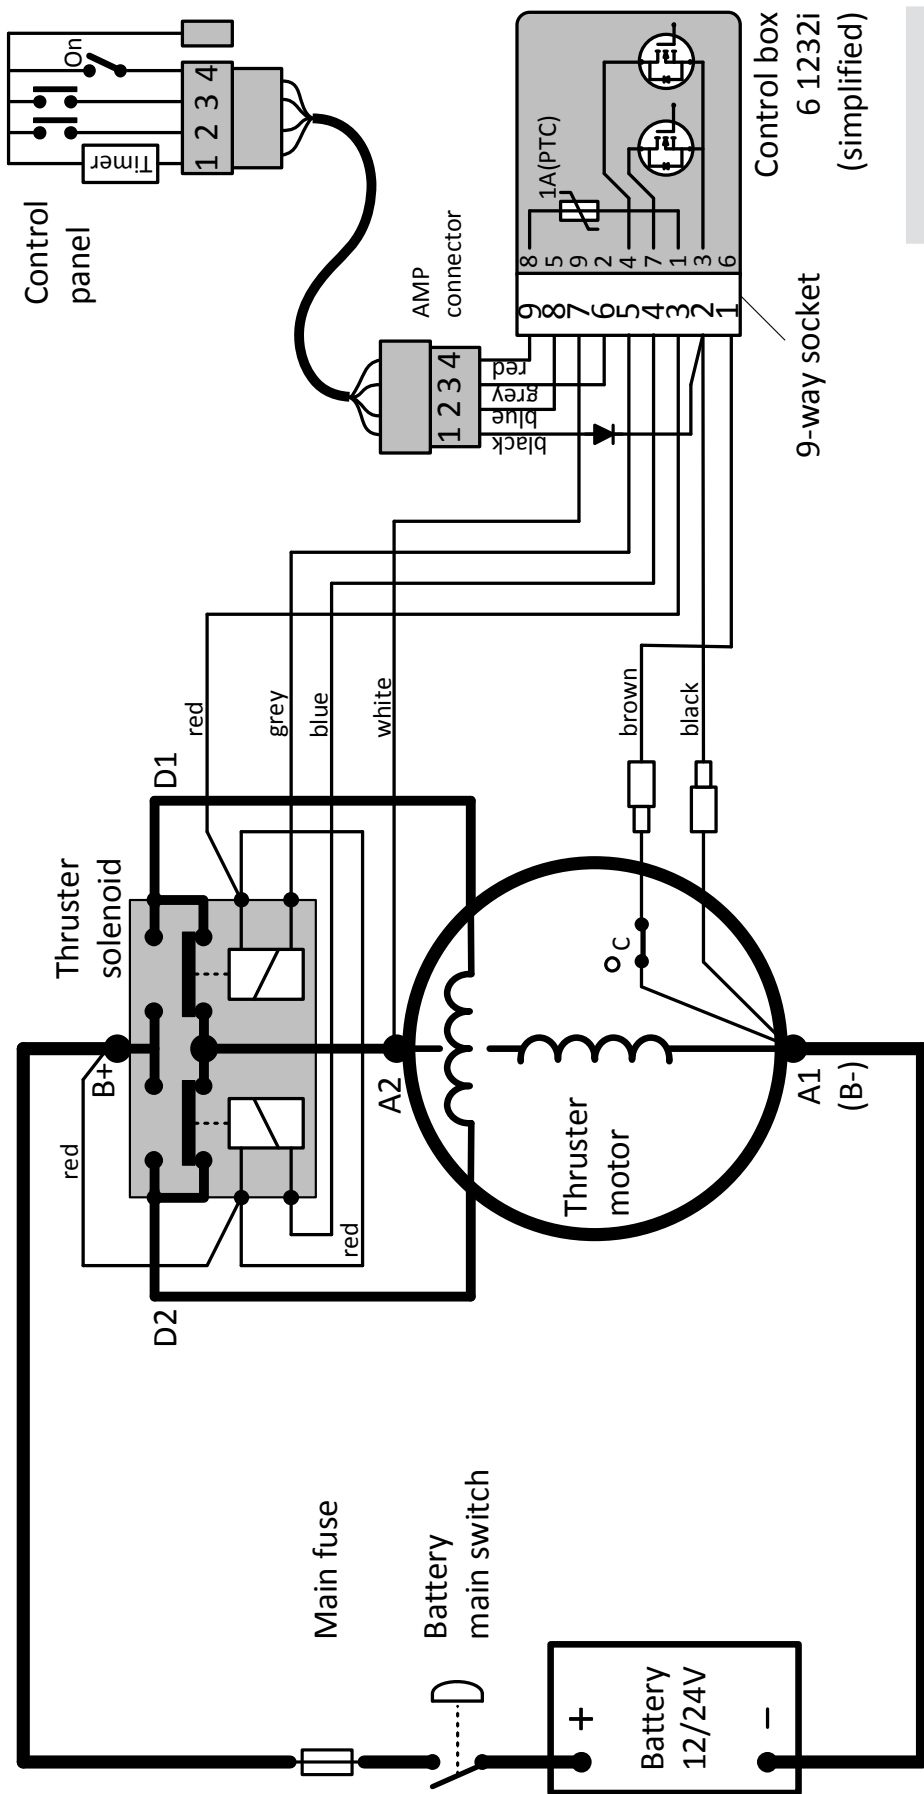 Control
panel
Timer
On
1 2 3 4
AMP
connector
1 2 3 4
black
blue
grey
red
Control box
6 1232i
(simplified)
1A(PTC)
8
5
9
2
4
7
1
3
6
9
8
7
6
5
4
3
2
1
9-way socket
Thruster
solenoid
B+
D1
D2
red
red
red
grey
blue
white
brown
black
A2
°C
Thruster
motor
A1
(B-)
Main fuse
Battery
main switch
+
Battery
12/24V
-